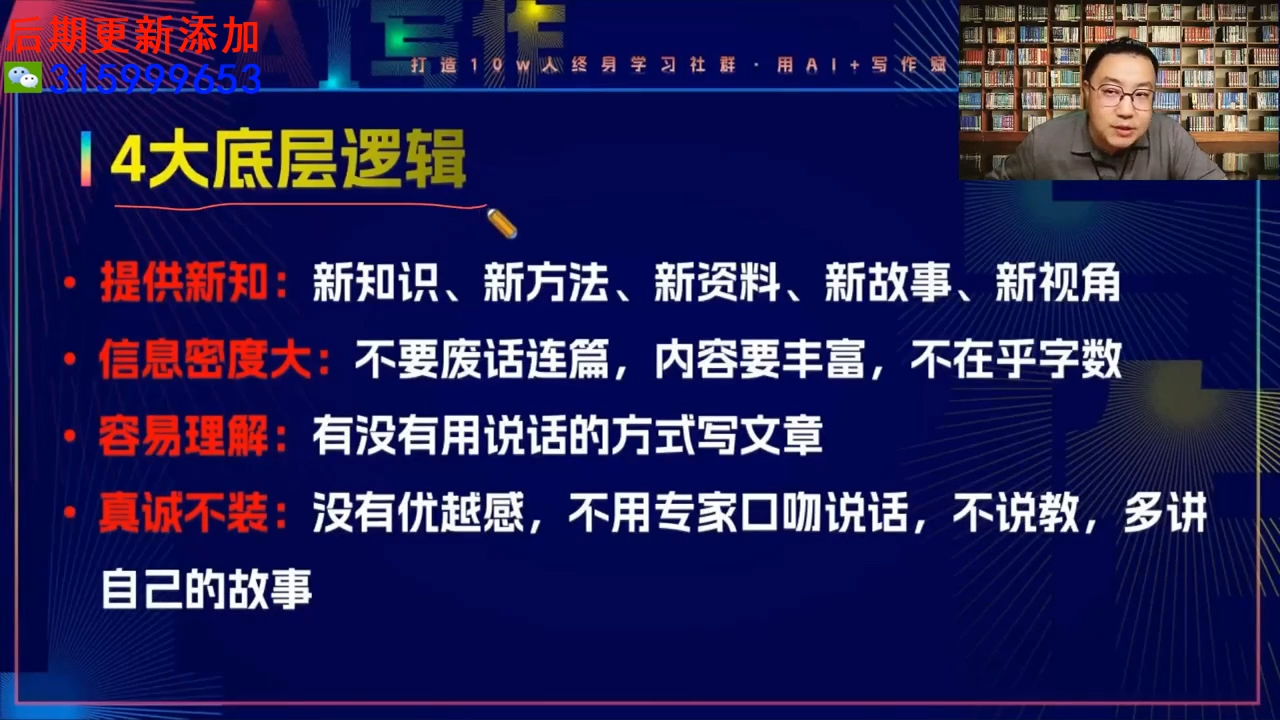 后期更新添加
315999653
AI写作
打造10w人终身学习社群·用AI+写作赋
4大底层逻辑
• 提供新知：新知识、新方法、新资料、新故事、新视角
• 信息密度大：不要废话连篇，内容要丰富，不在乎字数
• 容易理解：有没有用说话的方式写文章
• 真诚不装：没有优越感，不用专家口吻说话，不说教，多讲
自己的故事